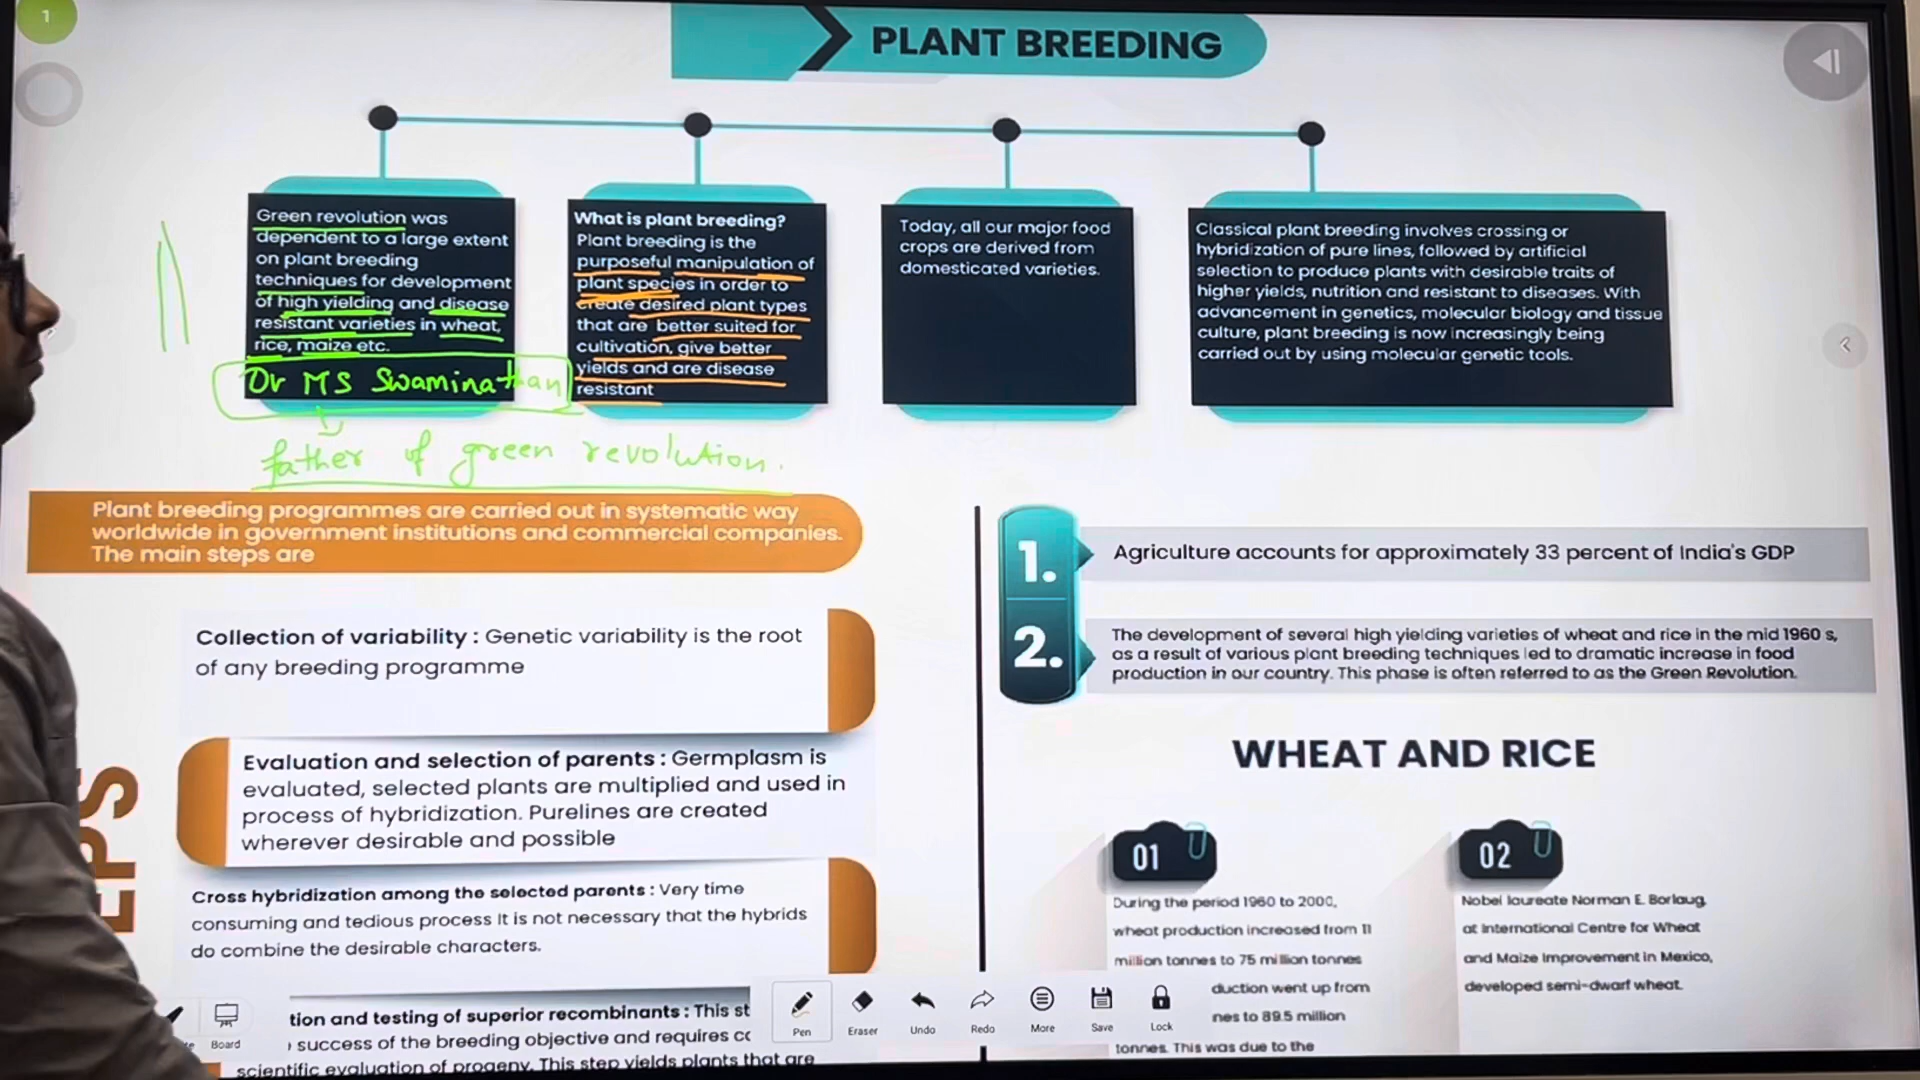 1
PLANT BREEDING
Green revolution was
dependent to a large extent
on plant breeding
techniques for development
of high yielding and disease
resistant varieties in wheat,
rice, maize etc.
Dr MS Swaminathan
father of green revolution.
What is plant breeding?
Plant breeding is the
purposeful manipulation of
plant species in order to
create desired plant types
that are better suited for
cultivation, give better
yields and are disease
resistant
Today, all our major food
crops are derived from
domesticated varieties.
Classical plant breeding involves crossing or
hybridization of pure lines, followed by artificial
selection to produce plants with desirable traits of
higher yields, nutrition and resistant to diseases. With
advancement in genetics, molecular biology and tissue
culture, plant breeding is now increasingly being
carried out by using molecular genetic tools.
Plant breeding programmes are carried out in systematic way
worldwide in government institutions and commercial companies.
The main steps are
Collection of variability : Genetic variability is the root
of any breeding programme
Evaluation and selection of parents : Germplasm is
evaluated, selected plants are multiplied and used in
process of hybridization. Purelines are created
wherever desirable and possible
EPS
Cross hybridization among the selected parents : Very time
consuming and tedious process It is not necessary that the hybrids
do combine the desirable characters.
tion and testing of superior recombinants : This st
success of the breeding objective and requires cc
scientific evaluation of progeny. This step yields plants that are
1.
Agriculture accounts for approximately 33 percent of India's GDP
2.
The development of several high yielding varieties of wheat and rice in the mid 1960 s,
as a result of various plant breeding techniques led to dramatic increase in food
production in our country. This phase is often referred to as the Green Revolution.
WHEAT AND RICE
01
During the period 1960 to 2000,
wheat production increased from 11
million tonnes to 75 million tonnes
duction went up from
nes to 89.5 million
tonnes. This was due to the
02
Nobel laureate Norman E. Borlaug,
at International Centre for Wheat
and Maize Improvement in Mexico,
developed semi-dwarf wheat.
Board
Pen
Eraser
Undo
Redo
More
Save
Lock